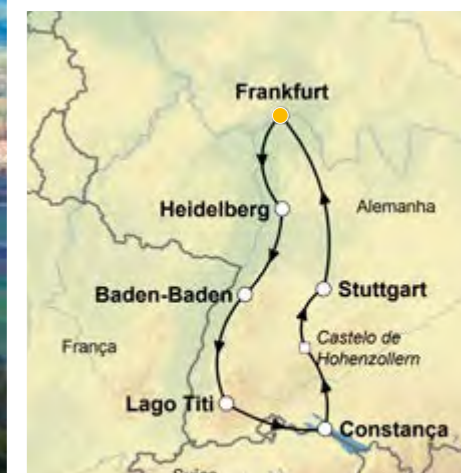 Frankfurt
Heidelberg
Alemanha
Baden-Baden
Stuttgart
França
Castelo de
Hohenzollern
Lago Titi
Constança